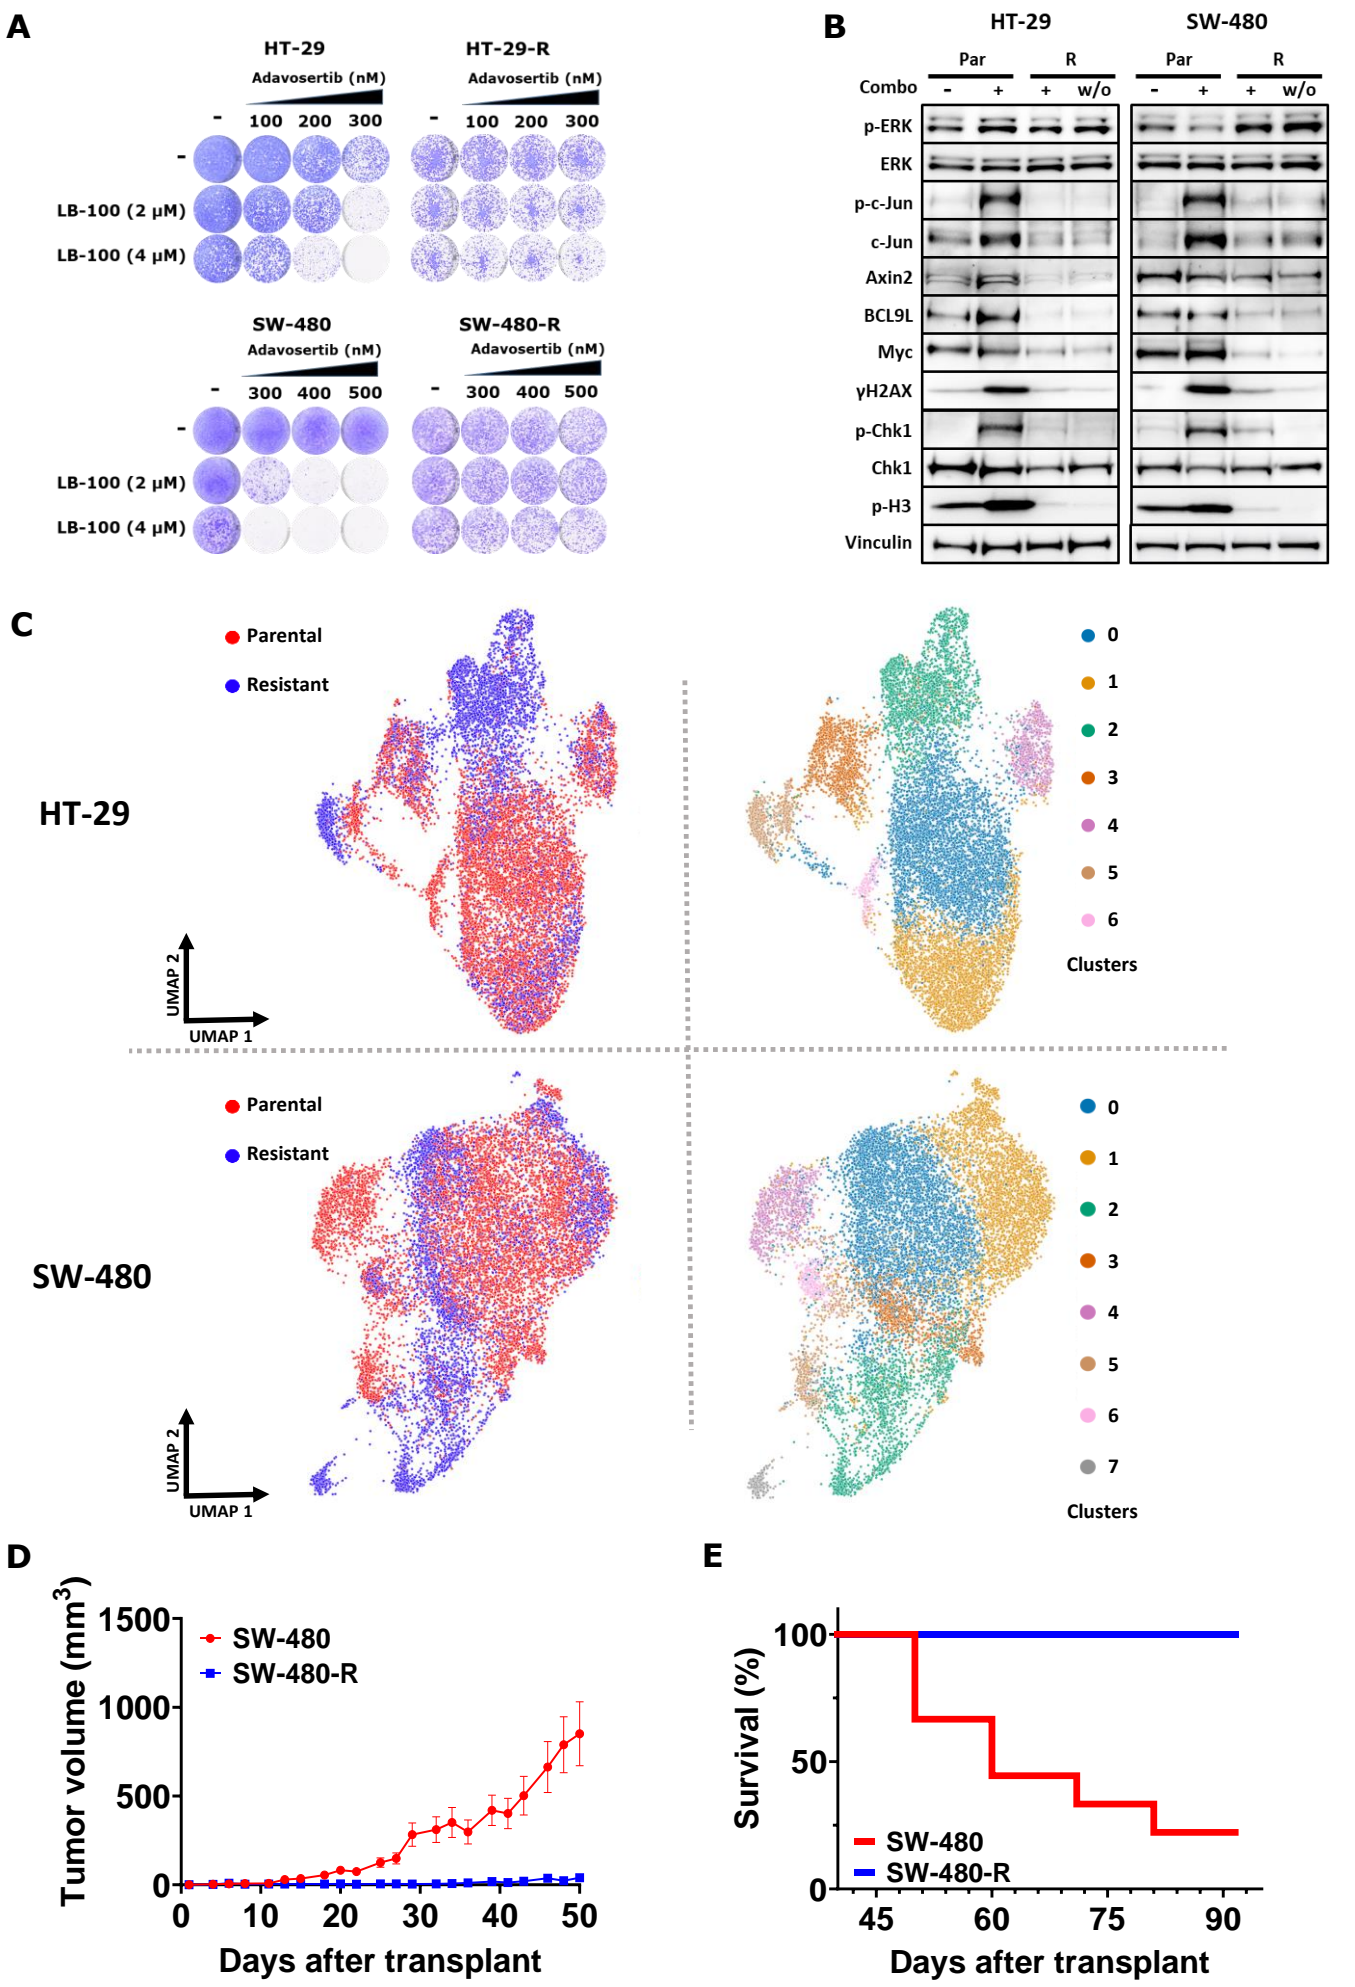 A
HT-29
HT-29-R
Adavosertib (nM)
Adavosertib (nM)
- 100 200 300
- 100 200 300
-
LB-100 (2 µM)
LB-100 (4 µM)
SW-480
SW-480-R
Adavosertib (nM)
Adavosertib (nM)
- 300 400 500
- 300 400 500
-
LB-100 (2 µM)
LB-100 (4 µM)
B
HT-29
SW-480
Par R Par R
Combo - + + w/o - + + w/o
p-ERK
ERK
p-c-Jun
c-Jun
Axin2
BCL9L
Myc
γH2AX
p-Chk1
Chk1
p-H3
Vinculin
C
Parental
Resistant
HT-29
UMAP 2
UMAP 1
0
1
2
3
4
5
6
Clusters
Parental
Resistant
SW-480
UMAP 2
UMAP 1
0
1
2
3
4
5
6
7
Clusters
D
Tumor volume (mm3)
1500
1000
500
0
SW-480
SW-480-R
0 10 20 30 40 50
Days after transplant
E
Survival (%)
100
50
0
SW-480
SW-480-R
45 60 75 90
Days after transplant